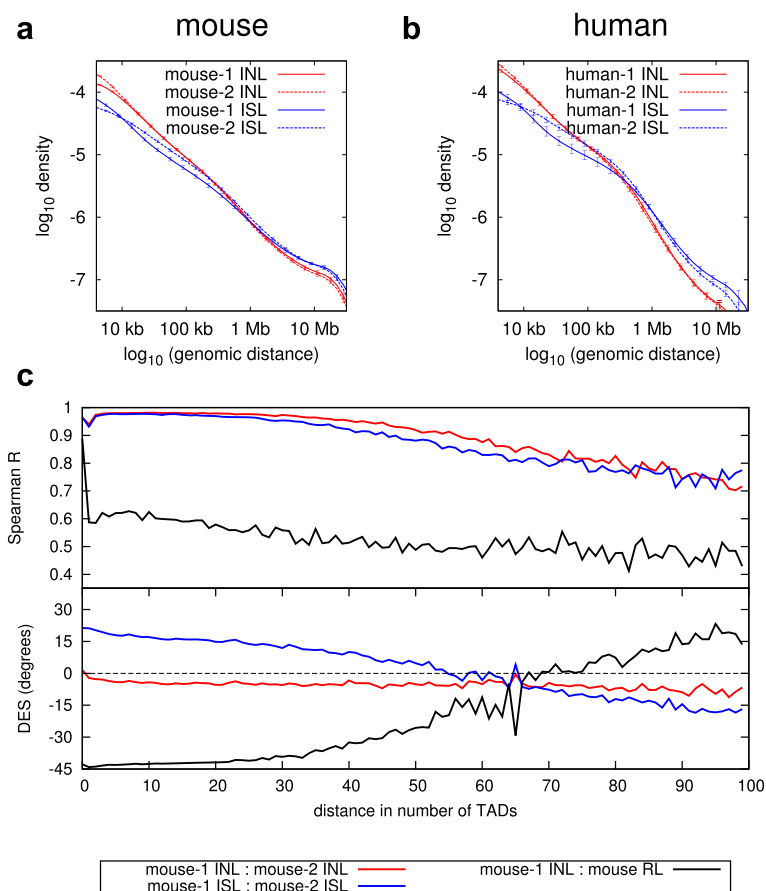 a
mouse
mouse-1 INL
mouse-2 INL
mouse-1 ISL
mouse-2 ISL
-4
-5
-6
-7
log10 density
10 kb 100 kb 1 Mb 10 Mb
log10 (genomic distance)
b
human
human-1 INL
human-2 INL
human-1 ISL
human-2 ISL
-4
-5
-6
-7
log10 density
10 kb 100 kb 1 Mb 10 Mb
log10 (genomic distance)
c
1
0.9
0.8
0.7
0.6
0.5
0.4
Spearman R
30
15
0
-15
-30
-45
DES (degrees)
0 10 20 30 40 50 60 70 80 90 100
distance in number of TADs
mouse-1 INL : mouse-2 INL
mouse-1 INL : mouse RL
mouse-1 ISL : mouse-2 ISL